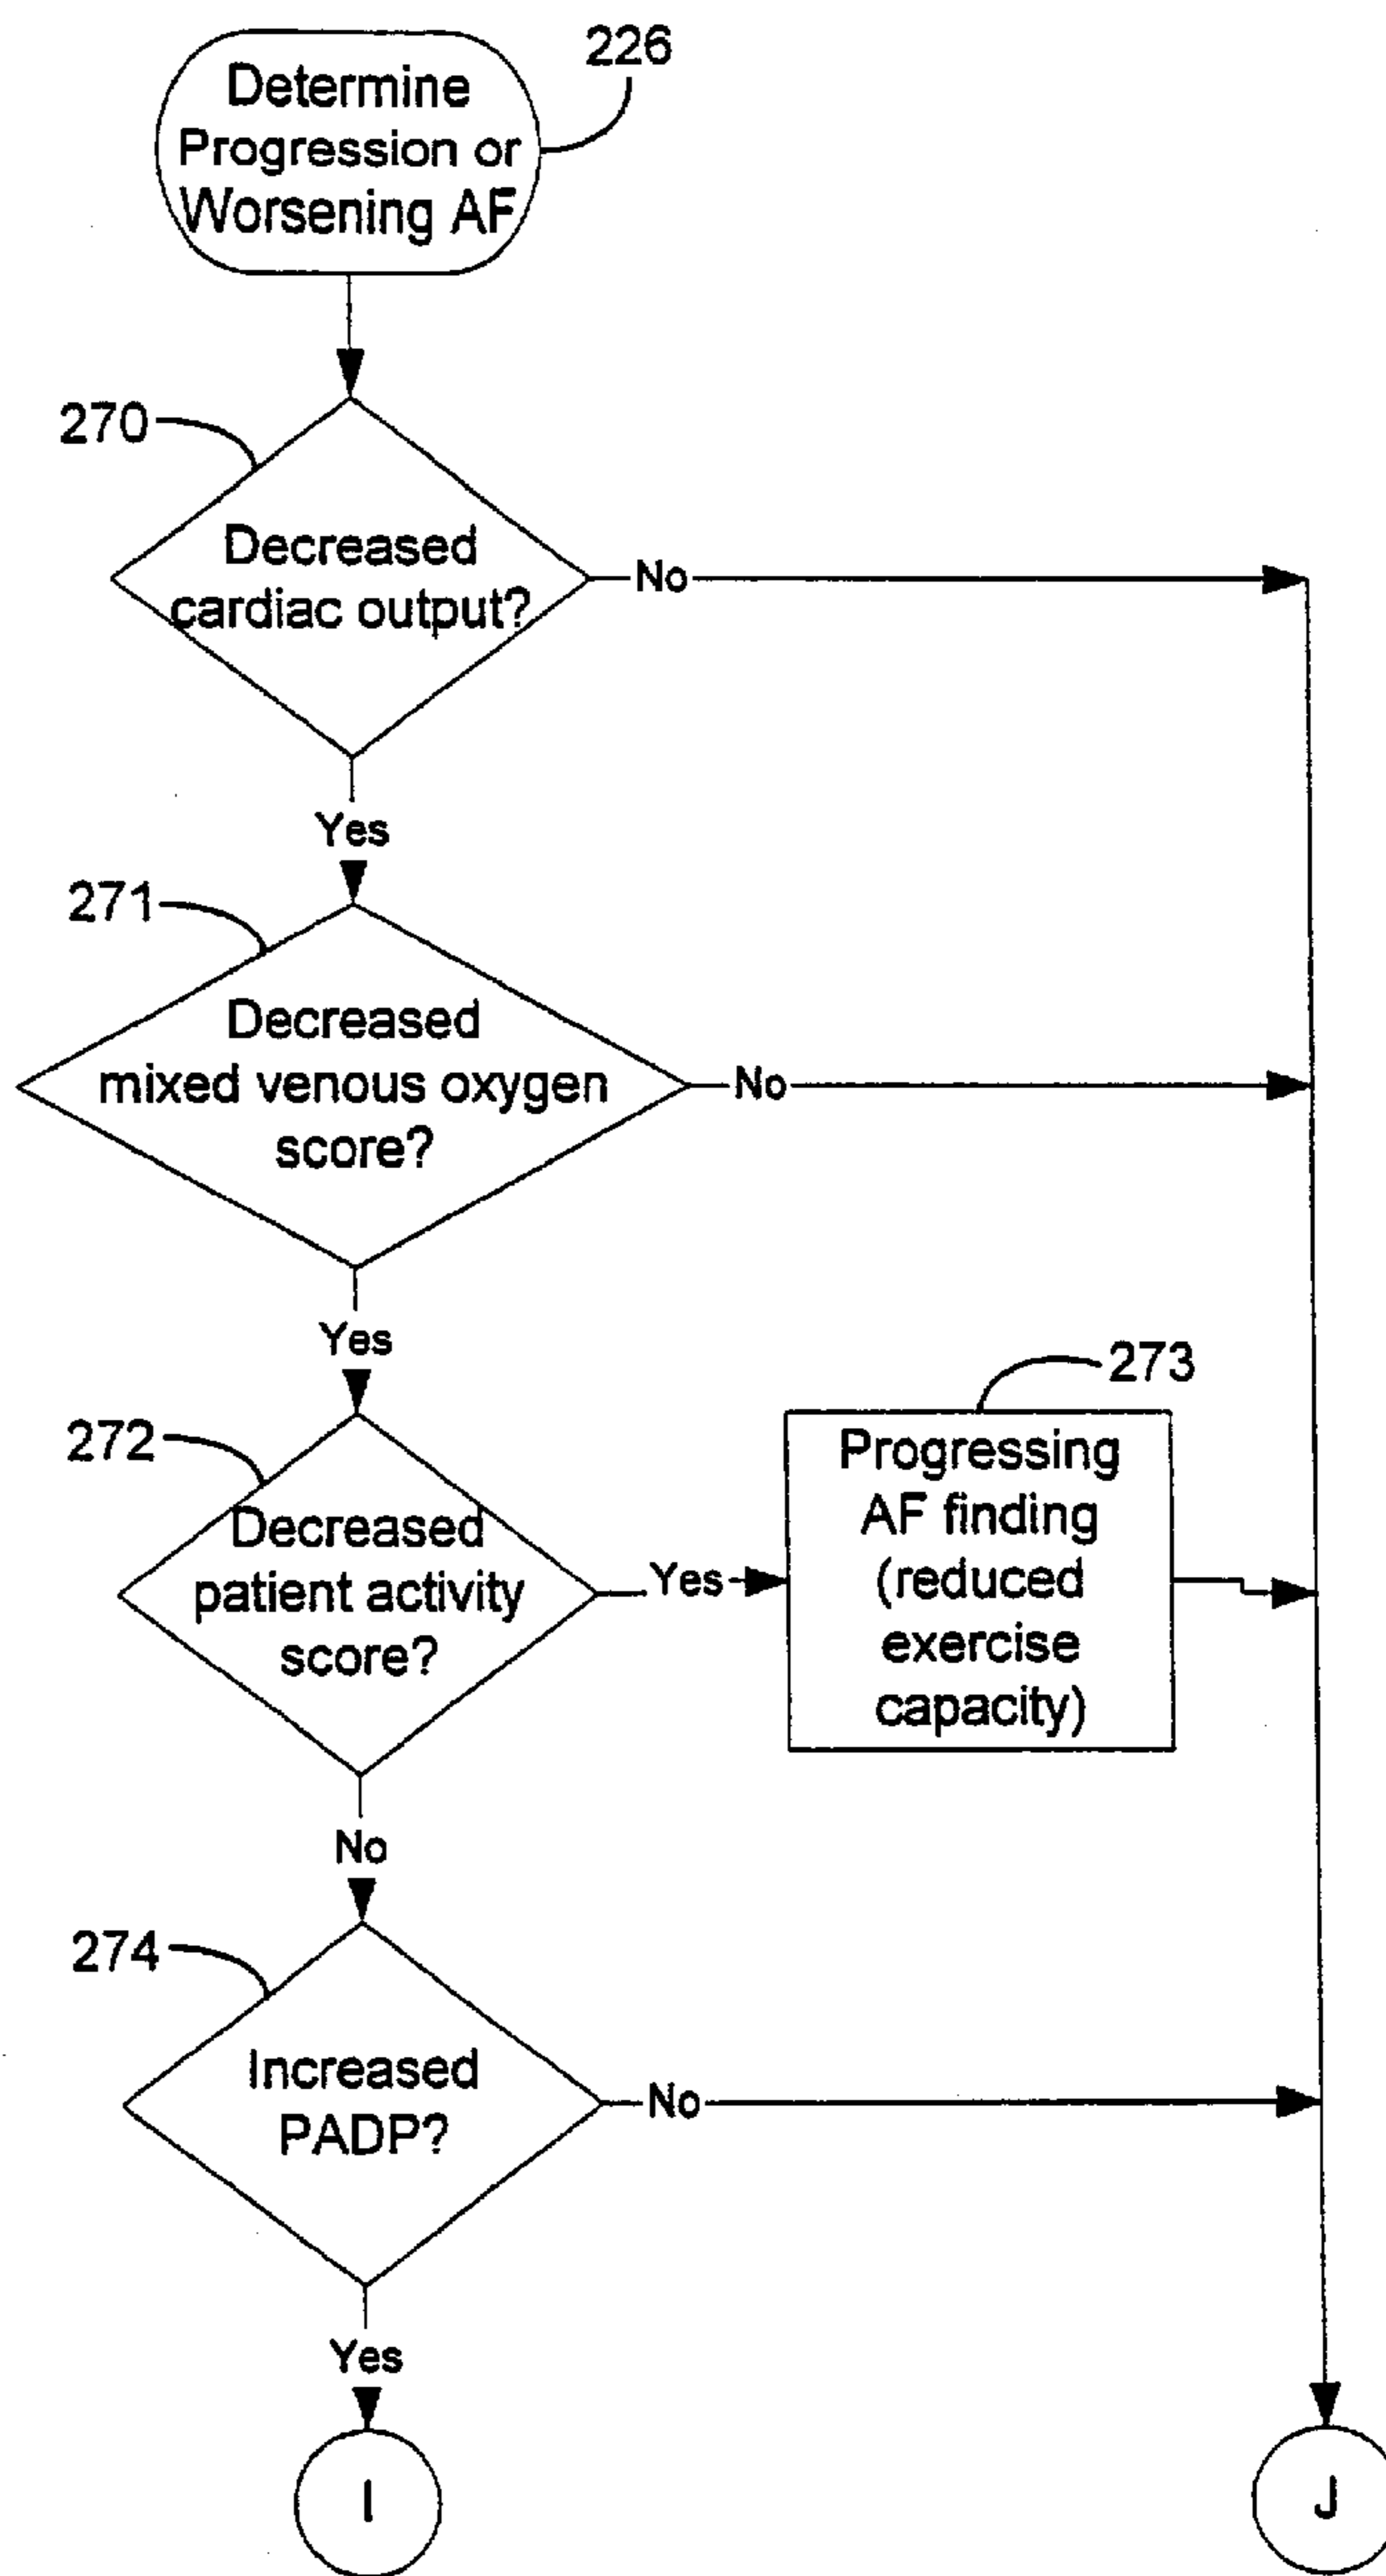 226
Determine
Progression or
Worsening AF
270
Decreased
cardiac output?
No
Yes
271
Decreased
mixed venous oxygen
score?
No
Yes
272
Decreased
patient activity
score?
Yes
273
Progressing
AF finding
(reduced
exercise
capacity)
No
274
Increased
PADP?
No
Yes
I
J